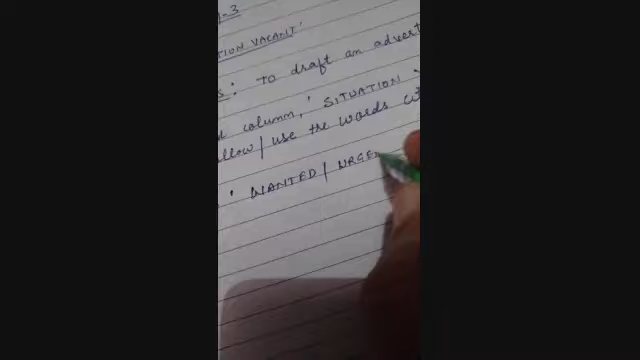 -3
TION VACANT'
: TO draft an advert
column, ' SITUATION
allow / use the words
' WANTED / URGE